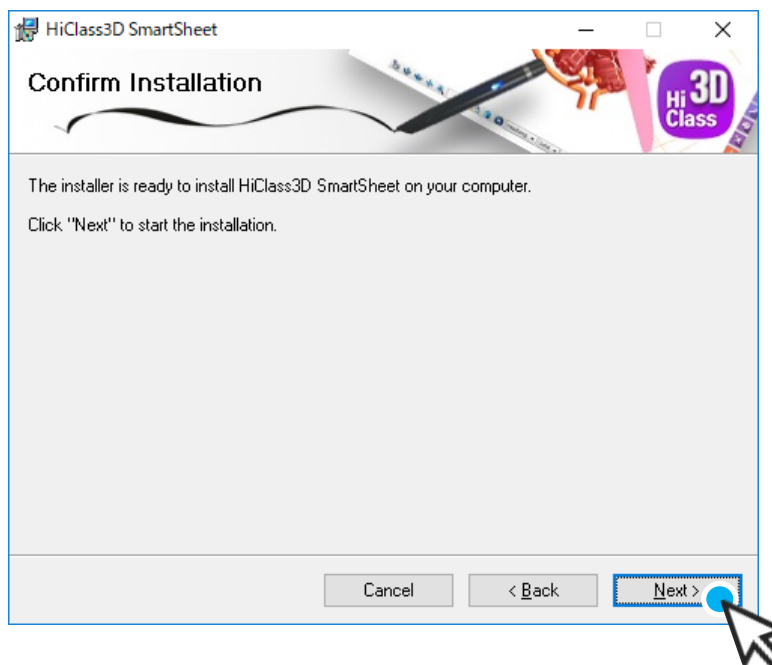 HiClass3D SmartSheet
Confirm Installation
Hi 3D
Class
The installer is ready to install HiClass3D SmartSheet on your computer.
Click "Next" to start the installation.
Cancel
< Back
Next >